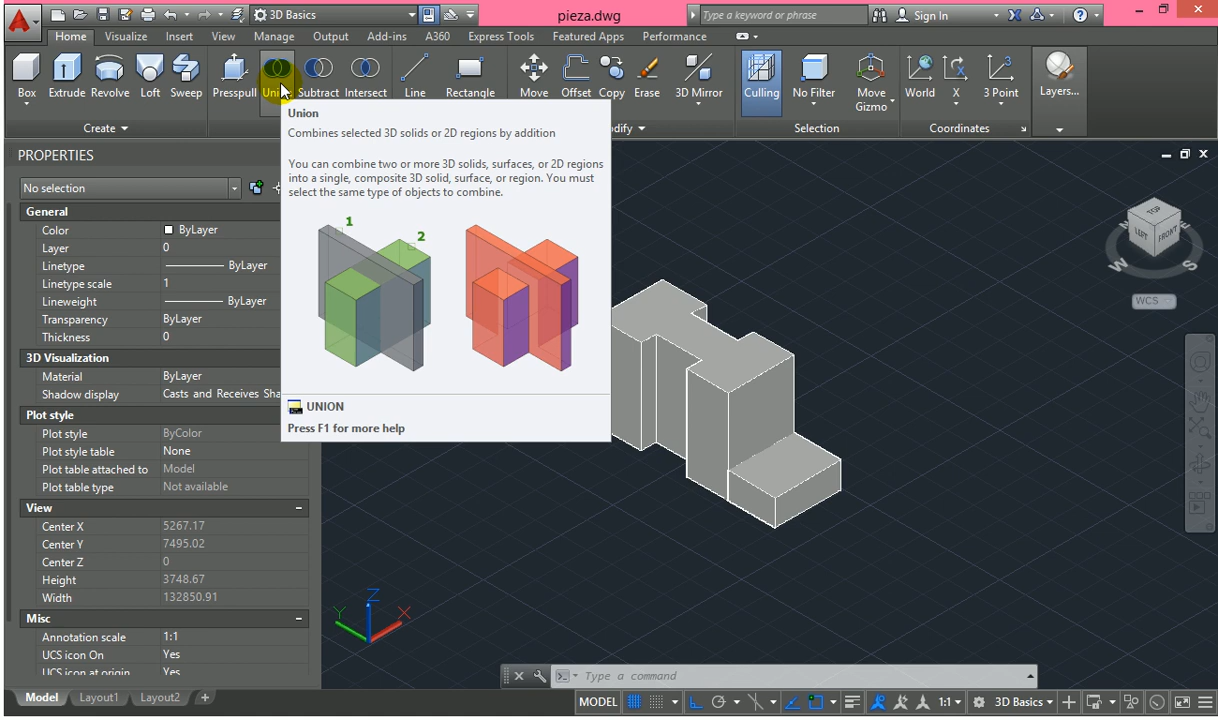 3D Basics
pieza.dwg
Type a keyword or phrase
Sign In
Home Visualize Insert View Manage Output Add-ins A360 Express Tools Featured Apps Performance
Box Extrude Revolve Loft Sweep Presspull Union Subtract Intersect Line Rectangle Move Offset Copy Erase 3D Mirror Culling No Filter Move Gizmo World X 3 Point Layers...
Create Selection Coordinates
Union
Combines selected 3D solids or 2D regions by addition
You can combine two or more 3D solids, surfaces, or 2D regions
into a single, composite 3D solid, surface, or region. You must
select the same type of objects to combine.
1
2
UNION
Press F1 for more help
PROPERTIES
No selection
General
Color ByLayer
Layer 0
Linetype ByLayer
Linetype scale 1
Lineweight ByLayer
Transparency ByLayer
Thickness 0
3D Visualization
Material ByLayer
Shadow display Casts and Receives Sha
Plot style
Plot style ByColor
Plot style table None
Plot table attached to Model
Plot table type Not available
View
Center X 5267.17
Center Y 7495.02
Center Z 0
Height 3748.67
Width 132850.91
Misc
Annotation scale 1:1
UCS icon On Yes
UCS icon at origin Yes
TOP
LEFT FRONT
W S
WCS
Z
Y X
Type a command
Model Layout1 Layout2 +
MODEL 1:1 3D Basics